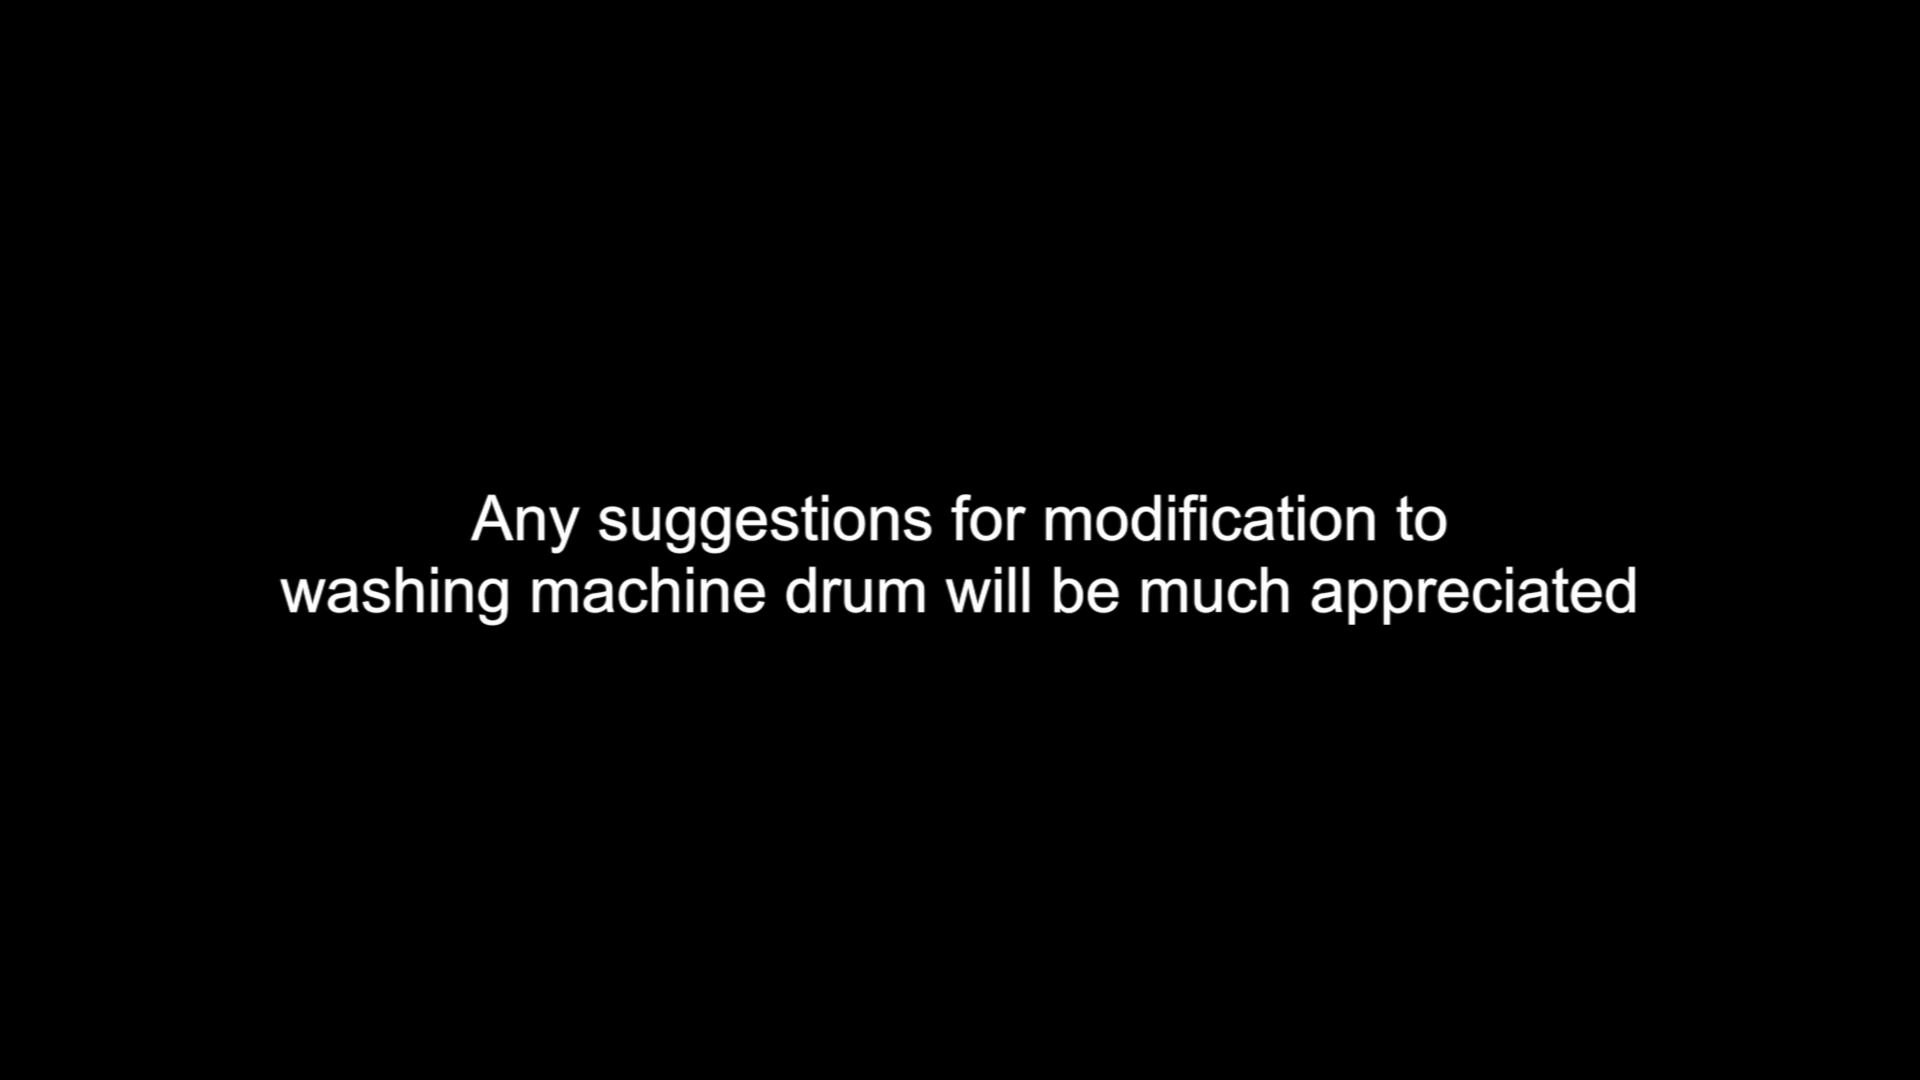 Any suggestions for modification to
washing machine drum will be much appreciated